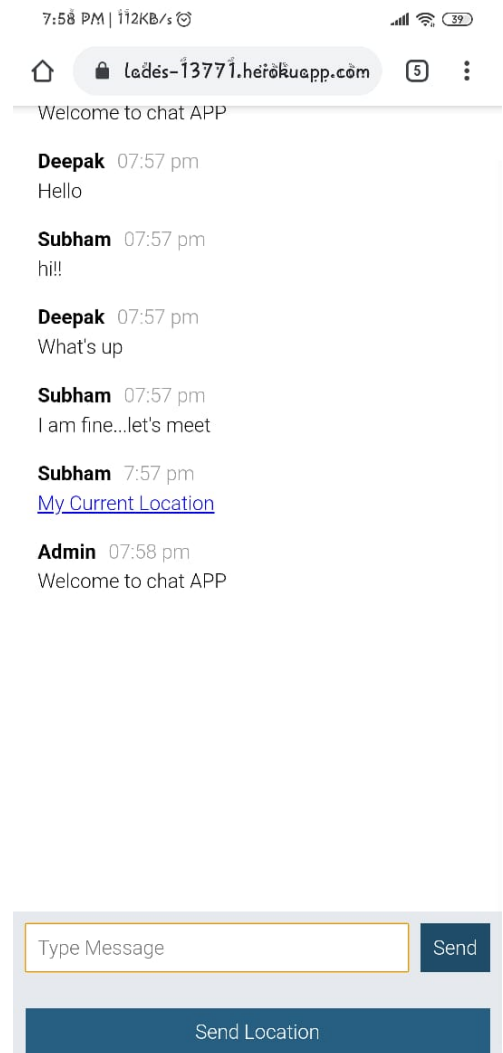 7:58 PM | 112KB/s
39
lades-13771.herokuapp.com
5
Welcome to chat APP
Deepak 07:57 pm
Hello
Subham 07:57 pm
hi!!
Deepak 07:57 pm
What's up
Subham 07:57 pm
I am fine...let's meet
Subham 7:57 pm
My Current Location
Admin 07:58 pm
Welcome to chat APP
Type Message
Send
Send Location